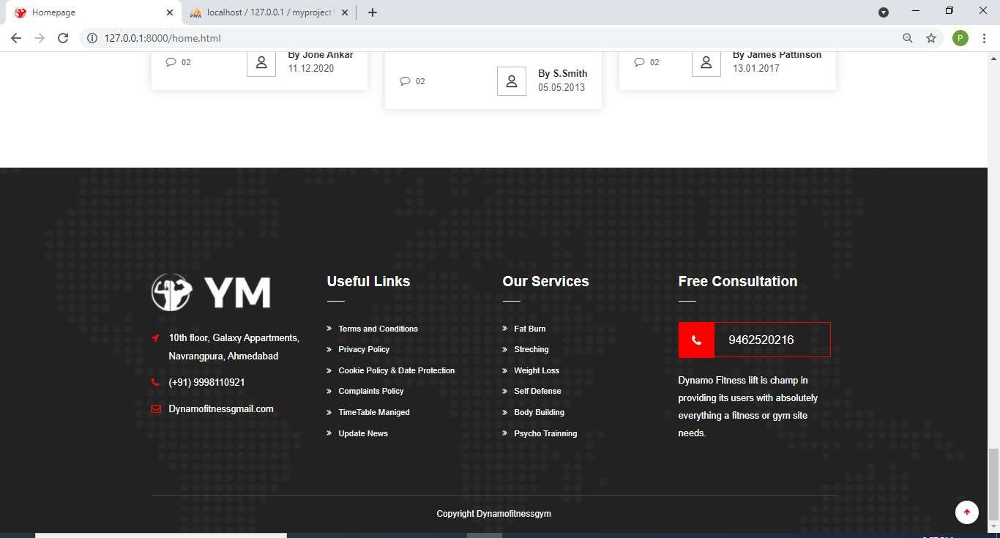 Homepage
localhost / 127.0.0.1 / myproject
127.0.0.1:8000/home.html
P
02
By Jone Ankar
11.12.2020
02
By S.Smith
05.05.2013
02
By James Pattinson
13.01.2017
YM
10th floor, Galaxy Appartments,
Navrangpura, Ahmedabad
(+91) 9998110921
Dynamofitnessgmail.com
Useful Links
Terms and Conditions
Privacy Policy
Cookie Policy & Date Protection
Complaints Policy
TimeTable Maniged
Update News
Our Services
Fat Burn
Streching
Weight Loss
Self Defense
Body Building
Psycho Trainning
Free Consultation
9462520216
Dynamo Fitness lift is champ in
providing its users with absolutely
everything a fitness or gym site
needs.
Copyright Dynamofitnessgym